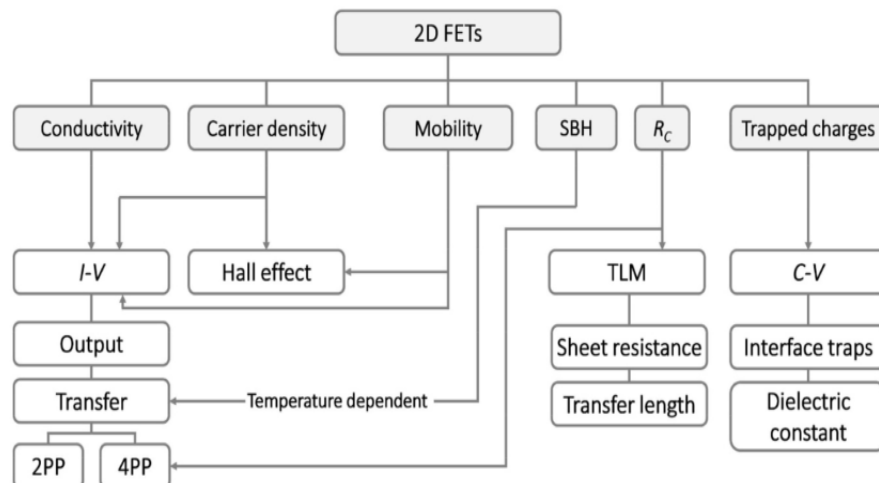 2D FETs
Conductivity
Carrier density
Mobility
SBH
R_C
Trapped charges
I-V
Hall effect
TLM
C-V
Output
Sheet resistance
Interface traps
Transfer
Temperature dependent
Transfer length
Dielectric
constant
2PP
4PP